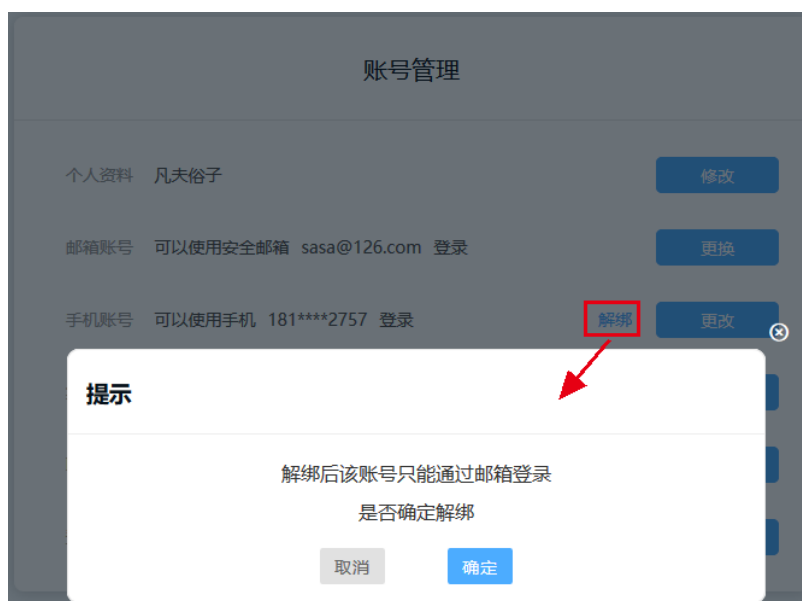 账号管理
个人资料 凡夫俗子 修改
邮箱账号 可以使用安全邮箱 sasa@126.com 登录 更换
手机账号 可以使用手机 181****2757 登录 解绑 更改
提示
解绑后该账号只能通过邮箱登录
是否确定解绑
取消 确定